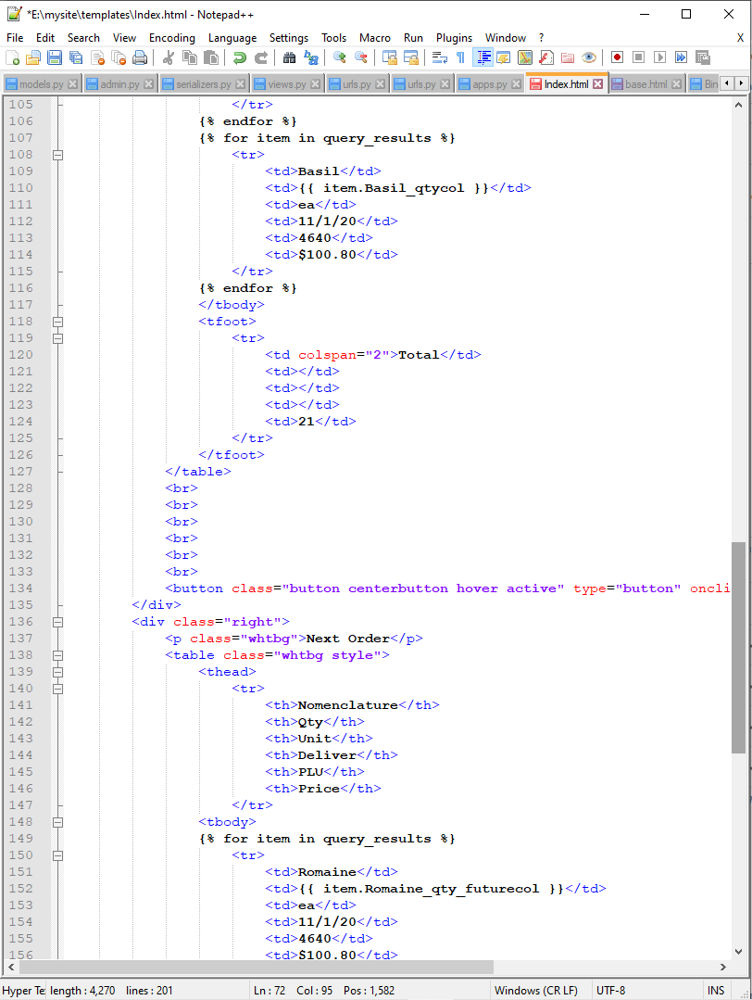 *E:\mysite\templates\Index.html - Notepad++
File Edit Search View Encoding Language Settings Tools Macro Run Plugins Window ? X
models.py admin.py serializers.py views.py urls.py urls.py apps.py Index.html base.html Bin
105 </tr>
106 {% endfor %}
107 {% for item in query_results %}
108 <tr>
109 <td>Basil</td>
110 <td>{{ item.Basil_qtycol }}</td>
111 <td>ea</td>
112 <td>11/1/20</td>
113 <td>4640</td>
114 <td>$100.80</td>
115 </tr>
116 {% endfor %}
117 </tbody>
118 <tfoot>
119 <tr>
120 <td colspan="2">Total</td>
121 <td></td>
122 <td></td>
123 <td></td>
124 <td>21</td>
125 </tr>
126 </tfoot>
127 </table>
128 <br>
129 <br>
130 <br>
131 <br>
132 <br>
133 <br>
134 <button class="button centerbutton hover active" type="button" oncli
135 </div>
136 <div class="right">
137 <p class="whtbg">Next Order</p>
138 <table class="whtbg style">
139 <thead>
140 <tr>
141 <th>Nomenclature</th>
142 <th>Qty</th>
143 <th>Unit</th>
144 <th>Deliver</th>
145 <th>PLU</th>
146 <th>Price</th>
147 </tr>
148 <tbody>
149 {% for item in query_results %}
150 <tr>
151 <td>Romaine</td>
152 <td>{{ item.Romaine_qty_futurecol }}</td>
153 <td>ea</td>
154 <td>11/1/20</td>
155 <td>4640</td>
156 <td>$100.80</td>
Hyper Te length : 4,270 lines : 201 Ln : 72 Col : 95 Pos : 1,582 Windows (CR LF) UTF-8 INS